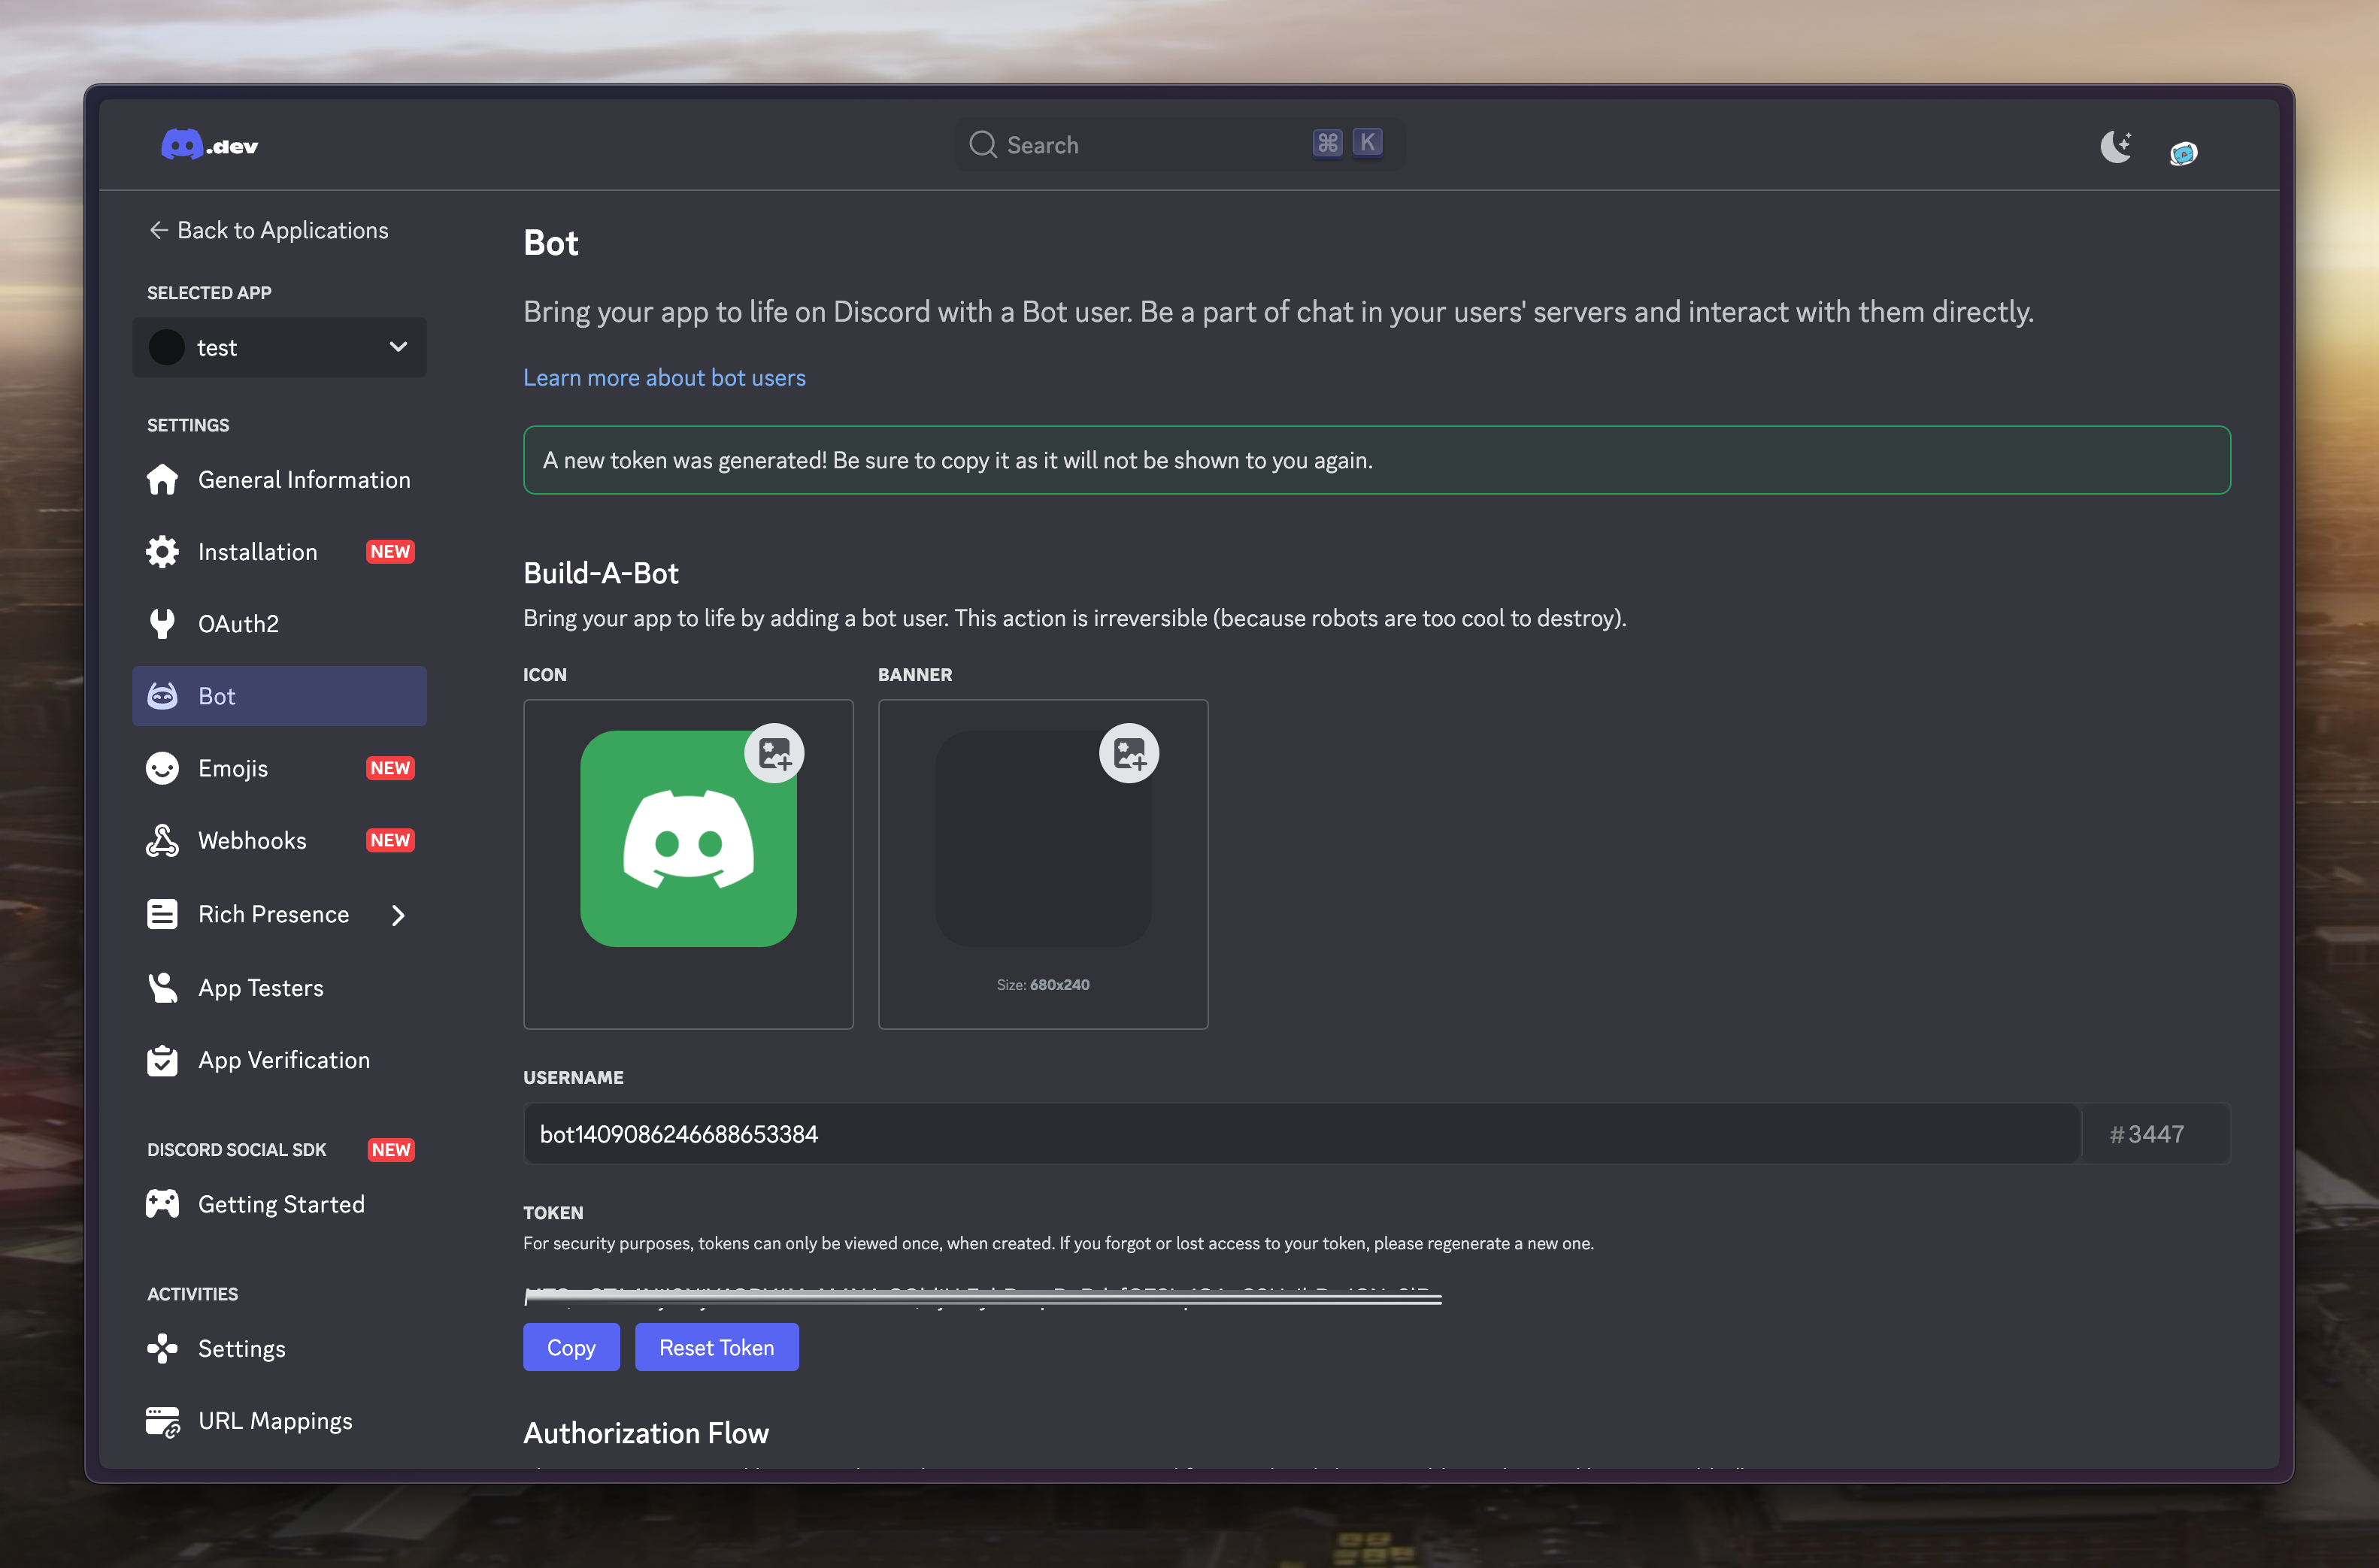 .dev
Search
⌘ K
← Back to Applications
SELECTED APP
test
SETTINGS
General Information
Installation NEW
OAuth2
Bot
Emojis NEW
Webhooks NEW
Rich Presence
App Testers
App Verification
DISCORD SOCIAL SDK NEW
Getting Started
ACTIVITIES
Settings
URL Mappings
Bot
Bring your app to life on Discord with a Bot user. Be a part of chat in your users' servers and interact with them directly.
Learn more about bot users
A new token was generated! Be sure to copy it as it will not be shown to you again.
Build-A-Bot
Bring your app to life by adding a bot user. This action is irreversible (because robots are too cool to destroy).
ICON
BANNER
Size: 680x240
USERNAME
bot1409086246688653384
#3447
TOKEN
For security purposes, tokens can only be viewed once, when created. If you forgot or lost access to your token, please regenerate a new one.
Copy
Reset Token
Authorization Flow